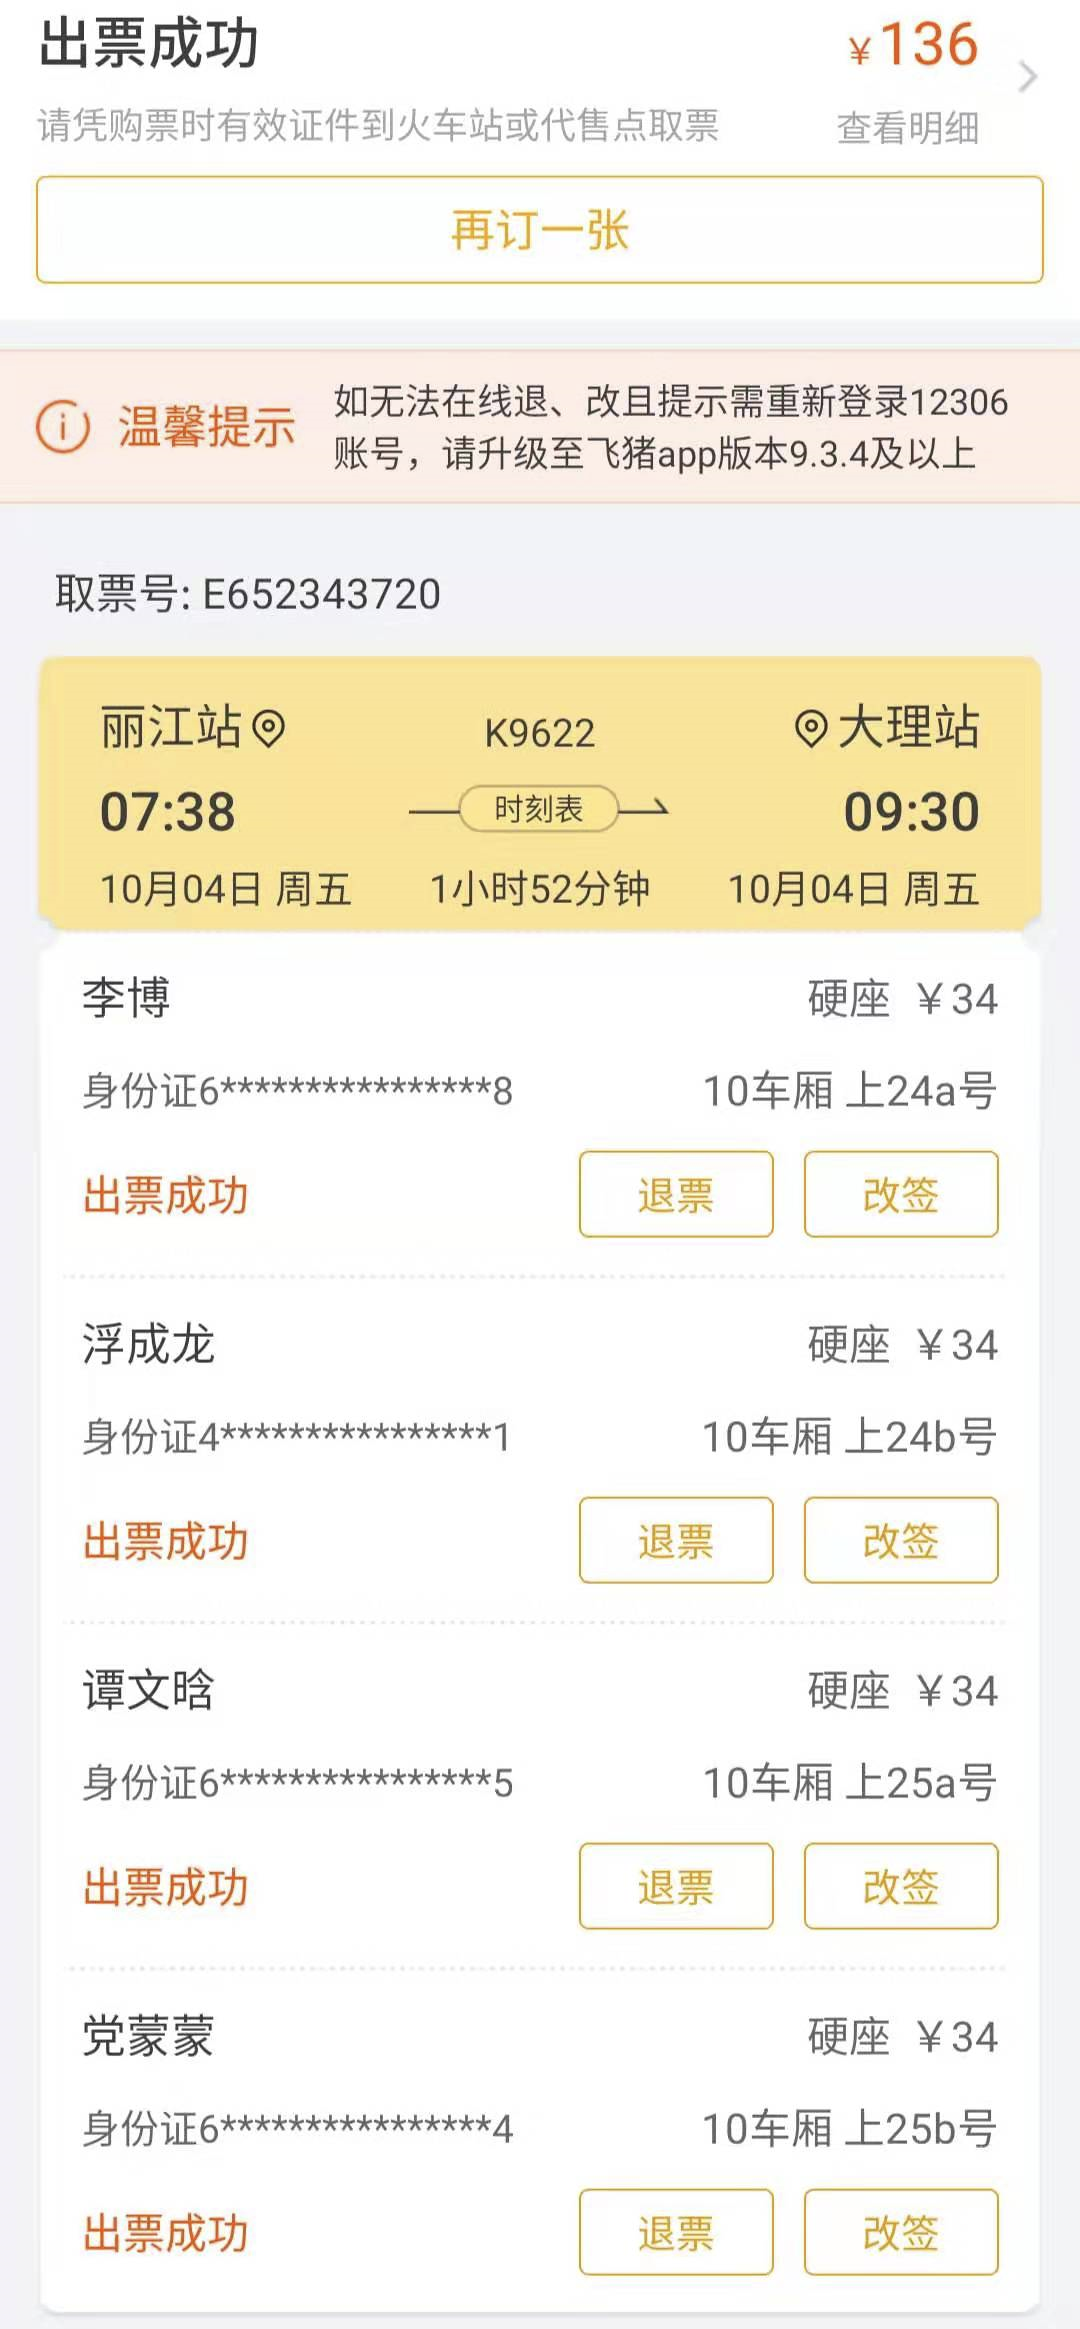 出票成功
¥136
请凭购票时有效证件到火车站或代售点取票
查看明细
再订一张
温馨提示
如无法在线退、改且提示需重新登录12306
账号，请升级至飞猪app版本9.3.4及以上
取票号: E652343720
丽江站 K9622 大理站
07:38 时刻表 09:30
10月04日 周五 1小时52分钟 10月04日 周五
李博 硬座 ¥34
身份证6****************8 10车厢 上24a号
出票成功 退票 改签
浮成龙 硬座 ¥34
身份证4****************1 10车厢 上24b号
出票成功 退票 改签
谭文晗 硬座 ¥34
身份证6****************5 10车厢 上25a号
出票成功 退票 改签
党蒙蒙 硬座 ¥34
身份证6****************4 10车厢 上25b号
出票成功 退票 改签